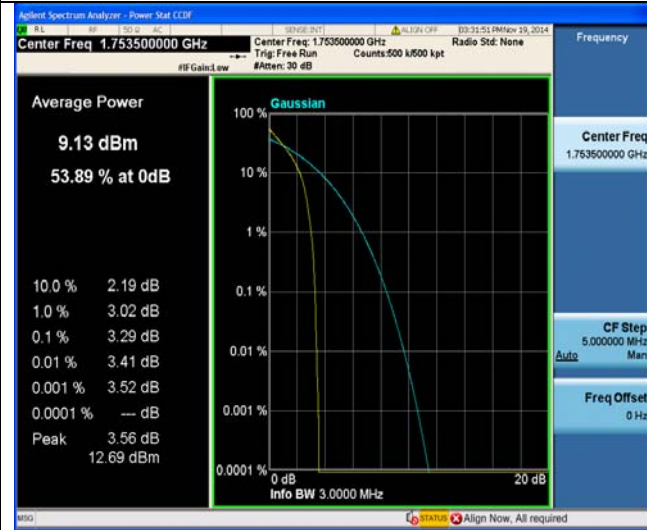 Agilent Spectrum Analyzer - Power Stat CCDF
RL RF 50 Ω AC SENSE:INT ALIGN OFF 03:31:51 PM Nov 19, 2014
Center Freq 1.753500000 GHz
Center Freq: 1.753500000 GHz Radio Std: None
Trig: Free Run Counts:500 k/500 kpt
#IFGain:Low #Atten: 30 dB
Frequency
Average Power
9.13 dBm
53.89 % at 0dB
10.0 % 2.19 dB
1.0 % 3.02 dB
0.1 % 3.29 dB
0.01 % 3.41 dB
0.001 % 3.52 dB
0.0001 % --- dB
Peak 3.56 dB
12.69 dBm
Gaussian
100 %
10 %
1 %
0.1 %
0.01 %
0.001 %
0.0001 %
0 dB 20 dB
Info BW 3.0000 MHz
Center Freq
1.753500000 GHz
CF Step
5.000000 MHz
Auto Man
Freq Offset
0 Hz
MSG STATUS Align Now, All required